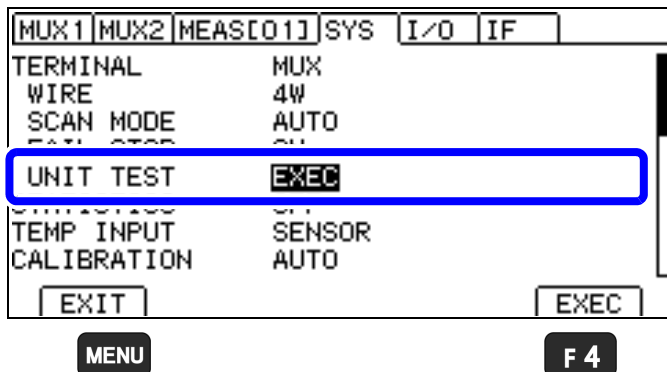 MUX1 MUX2 MEAS[01] SYS I/O IF
TERMINAL MUX
WIRE 4W
SCAN MODE AUTO
UNIT TEST EXEC
TEMP INPUT SENSOR
CALIBRATION AUTO
EXIT EXEC
MENU F4